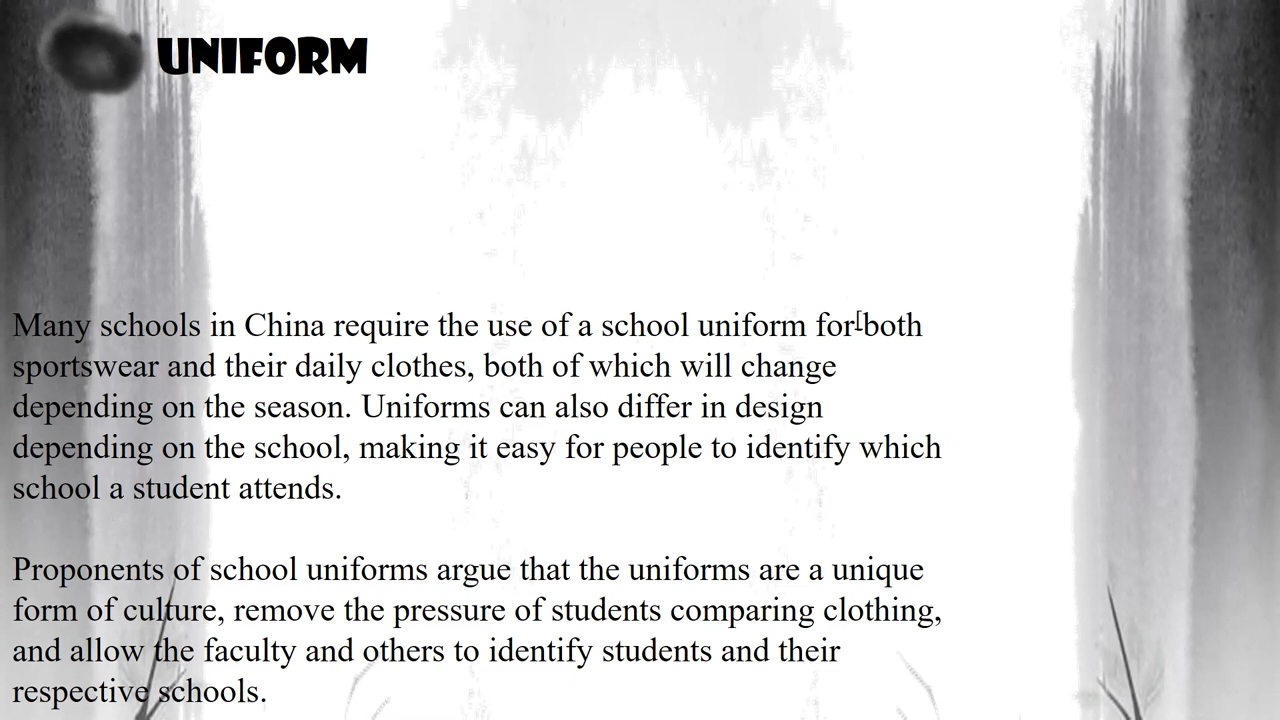 UNIFORM
Many schools in China require the use of a school uniform for[both
sportswear and their daily clothes, both of which will change
depending on the season. Uniforms can also differ in design
depending on the school, making it easy for people to identify which
school a student attends.
Proponents of school uniforms argue that the uniforms are a unique
form of culture, remove the pressure of students comparing clothing,
and allow the faculty and others to identify students and their
respective schools.